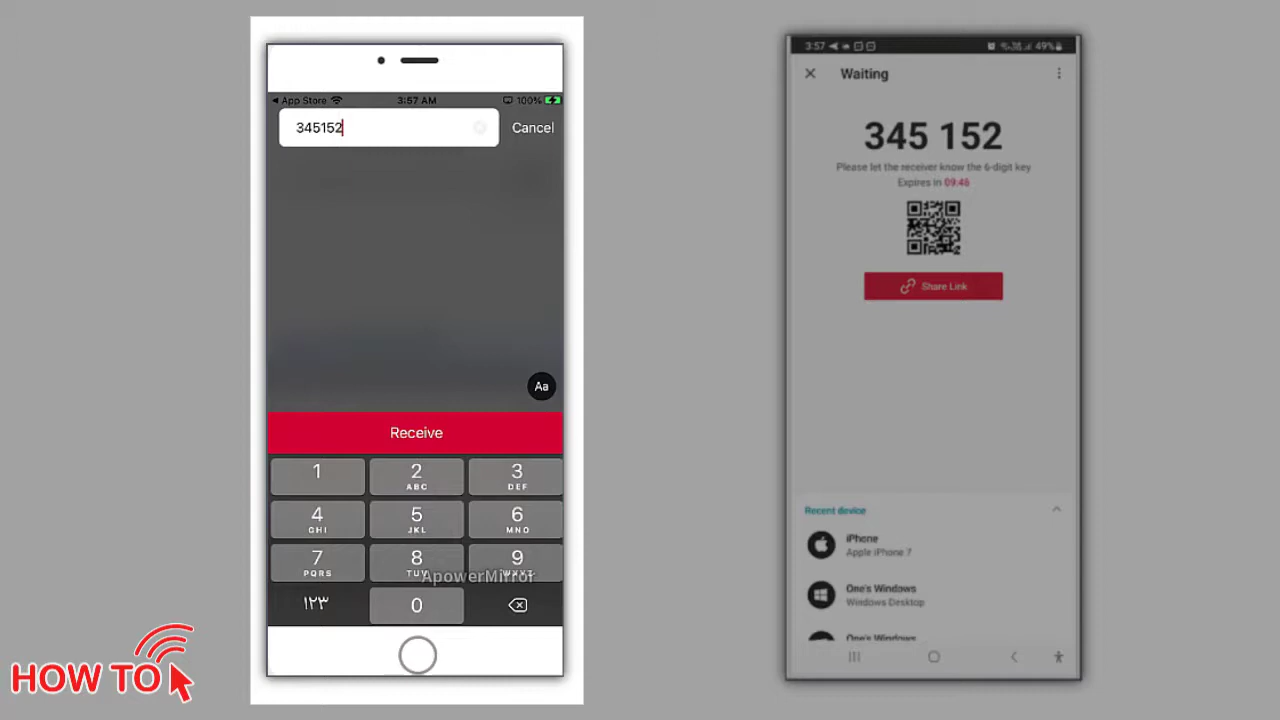 App Store
3:57 AM
100%
345152
Cancel
Aa
Receive
1
2
ABC
3
DEF
4
GHI
5
JKL
6
MNO
7
PQRS
8
TUV
9
WXYZ
ApowerMirror
١٢٣
0
3:57
49%
Waiting
345 152
Please let the receiver know the 6-digit key
Expires in 09:46
Share Link
Recent device
iPhone
Apple iPhone 7
One's Windows
Windows Desktop
One's Windows
HOW TO